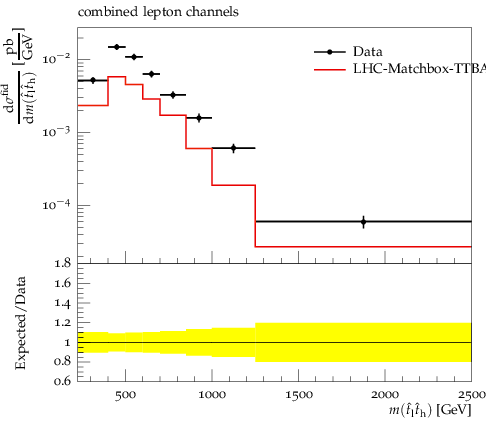 combined lepton channels
dσ^fid / dm(t̂_l t̂_h) [pb/GeV]
10^−2
10^−3
10^−4
Data
LHC-Matchbox-TTBA
Expected/Data
1.8
1.6
1.4
1.2
1
0.8
0.6
500 1000 1500 2000 2500
m(t̂_l t̂_h) [GeV]